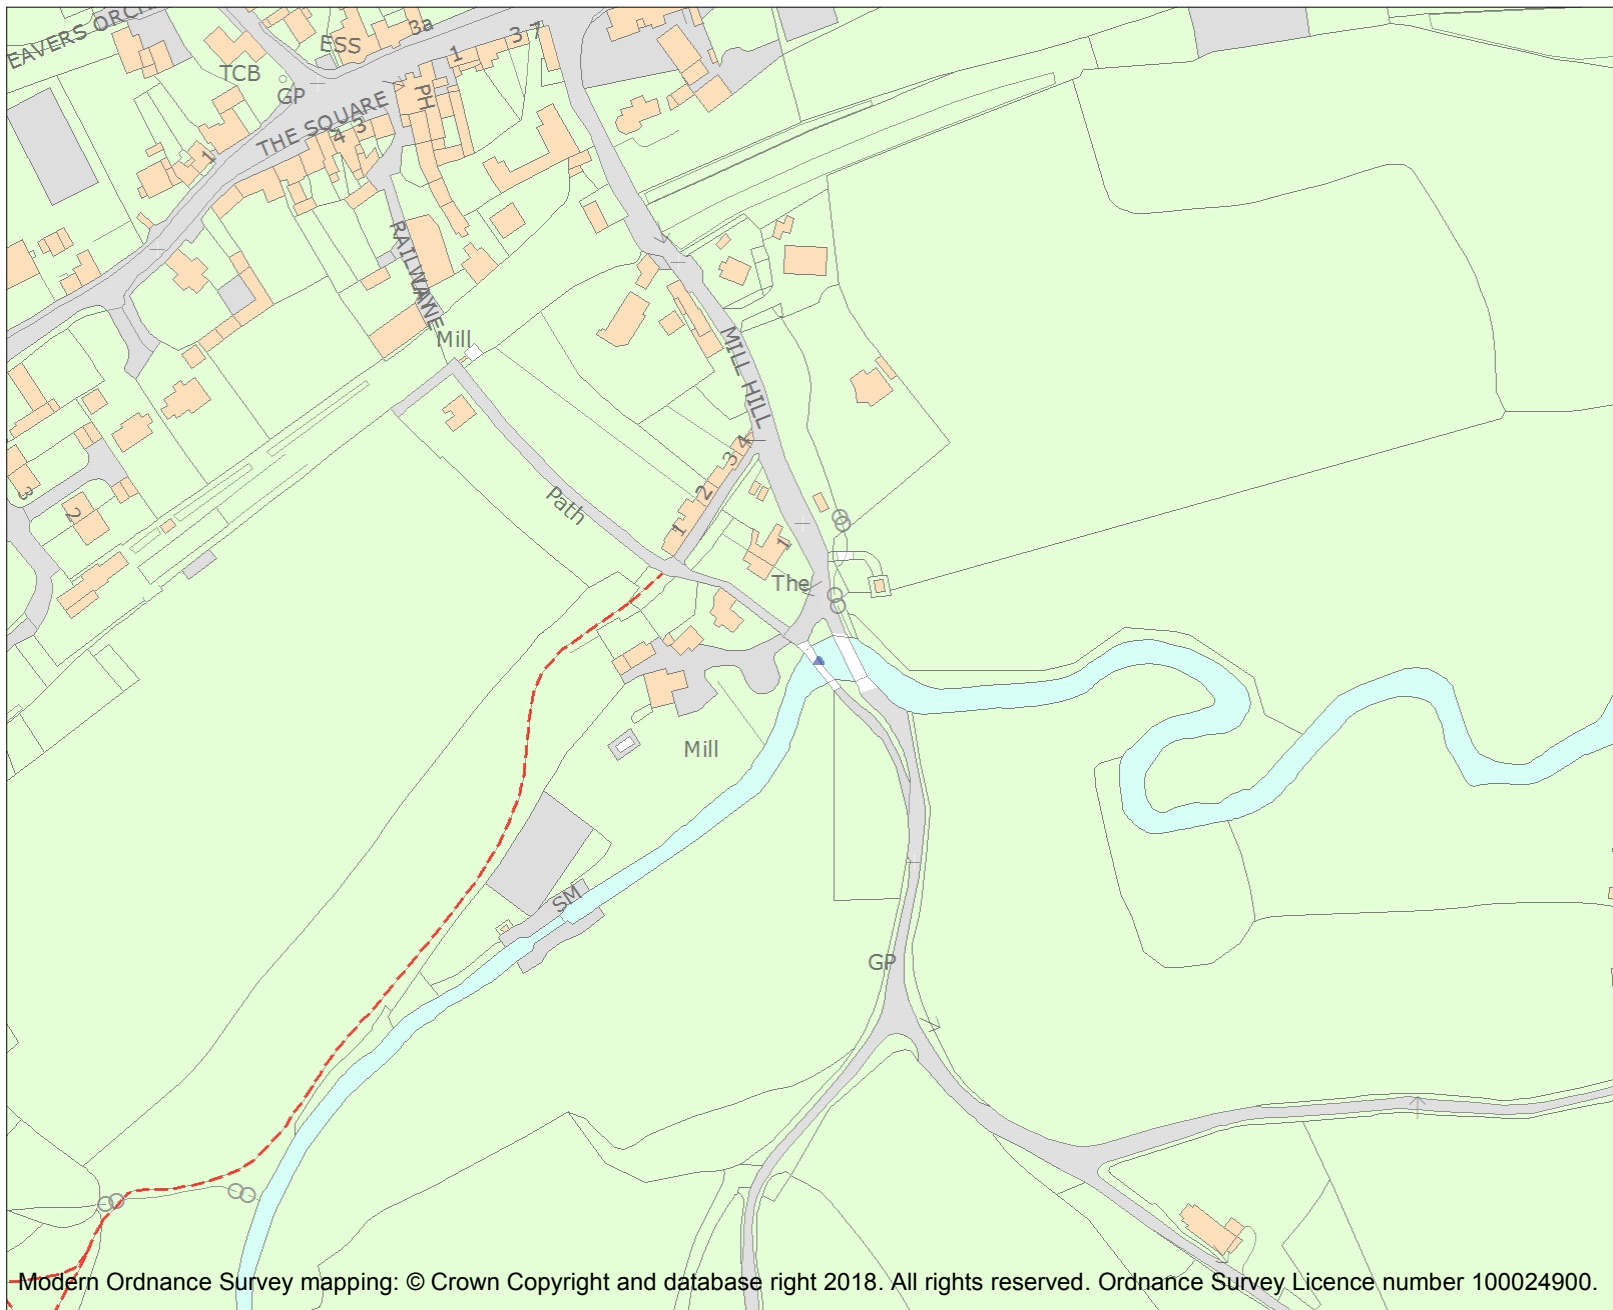 EAVERS ORCH
ESS
3a
1
3 7
TCB
GP
PH
THE SQUARE
4 3
1
RAILWAY
LANE
Mill
MILL HILL
3
2
Path
1 2 3 4
1
The
Mill
SM
GP
Modern Ordnance Survey mapping: © Crown Copyright and database right 2018. All rights reserved. Ordnance Survey Licence number 100024900.